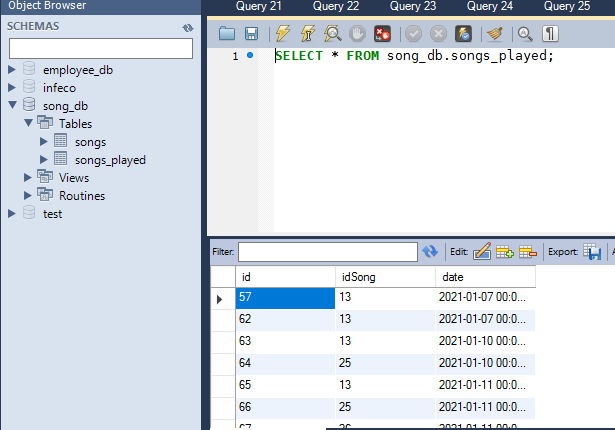 Object Browser
SCHEMAS
employee_db
infeco
song_db
Tables
songs
songs_played
Views
Routines
test
Query 21 Query 22 Query 23 Query 24 Query 25
1 SELECT * FROM song_db.songs_played;
Filter: Edit: Export:
id idSong date
57 13 2021-01-07 00:0...
62 13 2021-01-07 00:0...
63 13 2021-01-10 00:0...
64 25 2021-01-10 00:0...
65 13 2021-01-11 00:0...
66 25 2021-01-11 00:0...